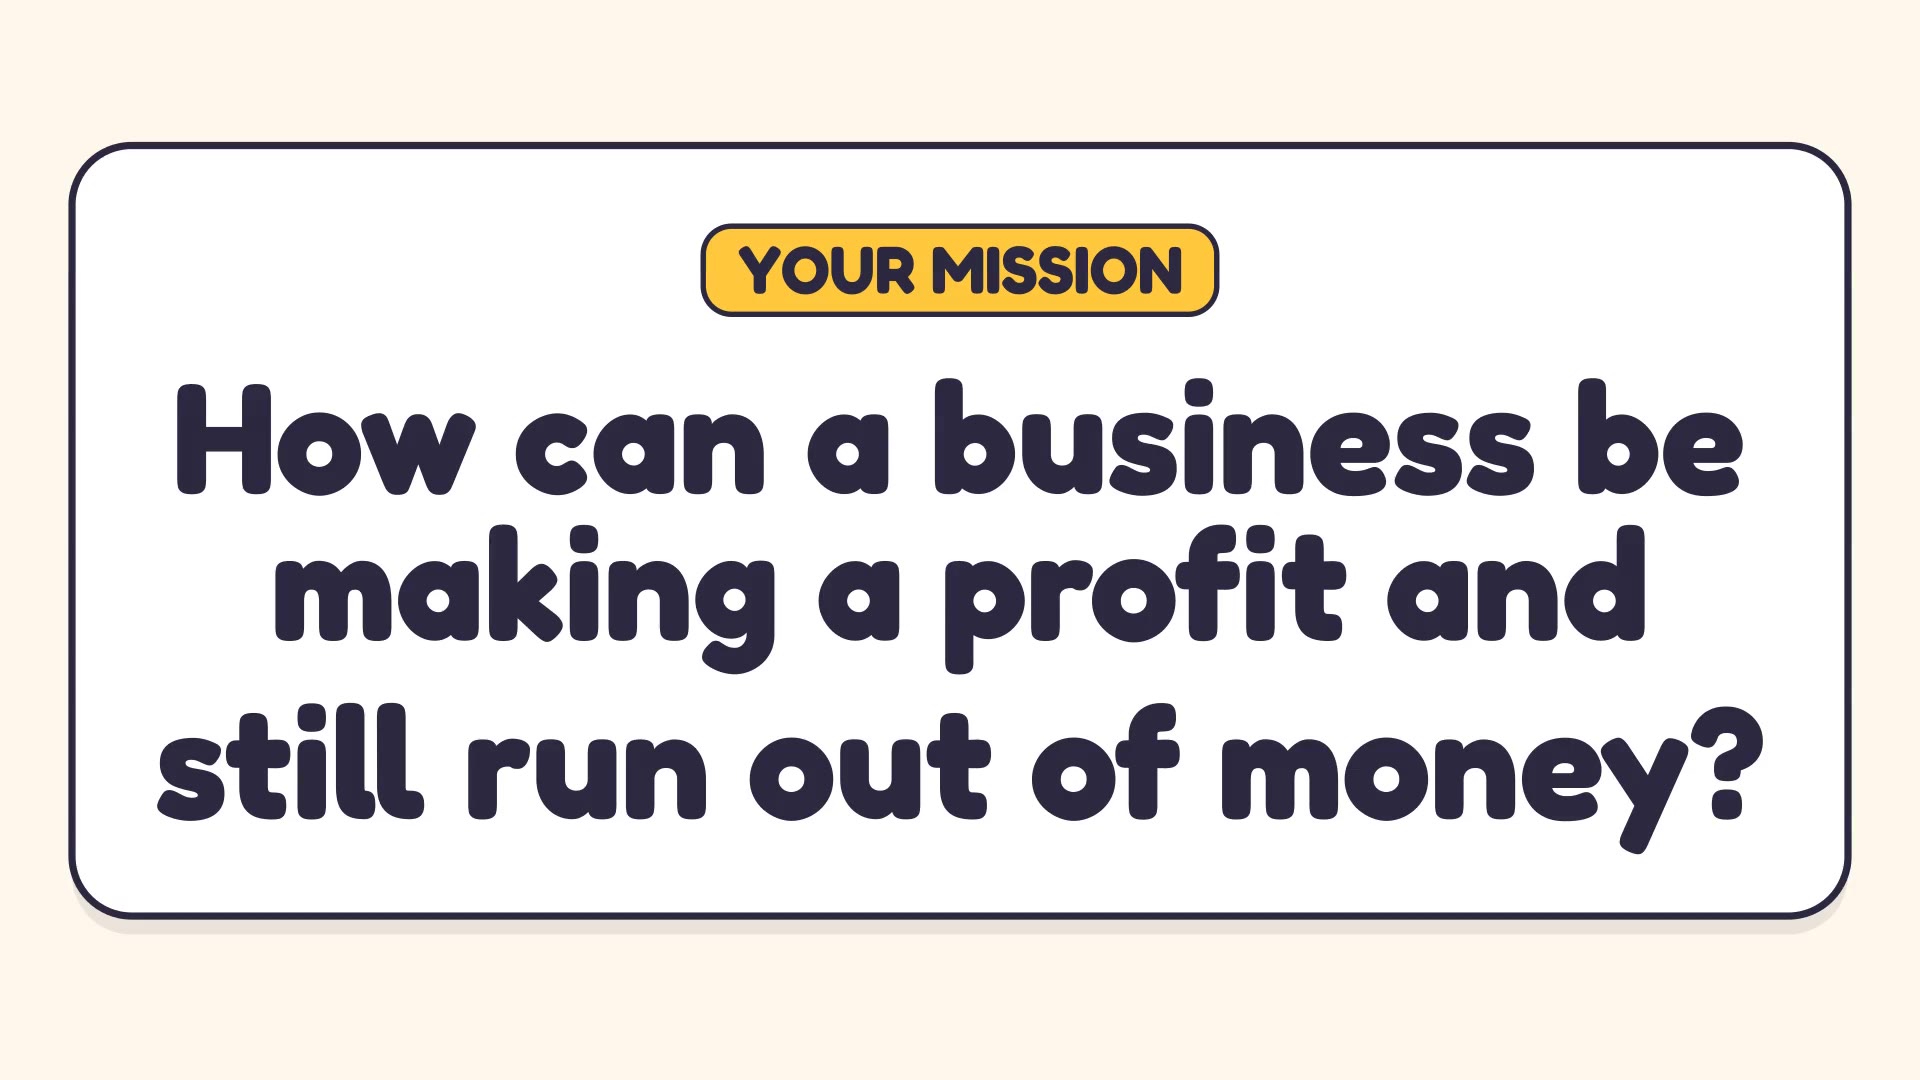 YOUR MISSION
How can a business be
making a profit and
still run out of money?